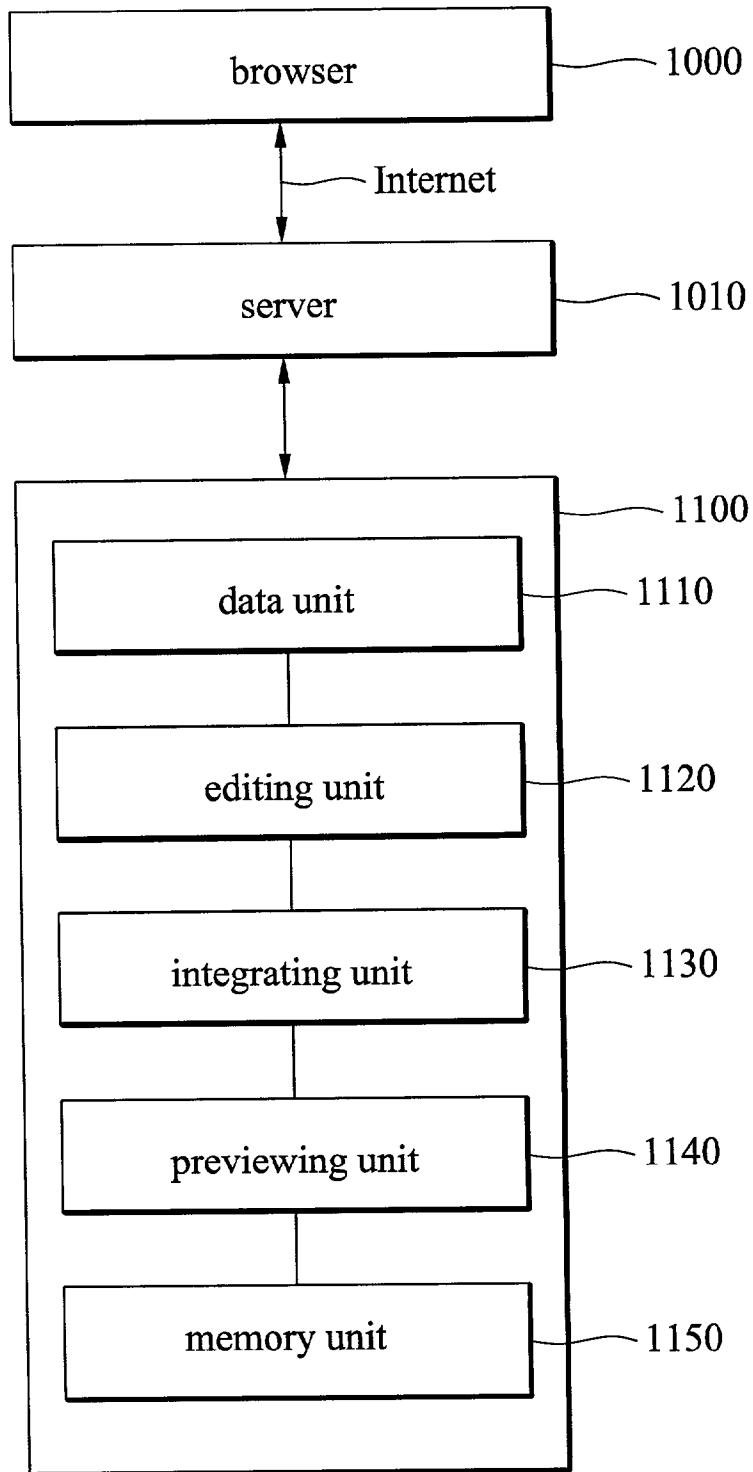 browser 1000
Internet
server 1010
1100
data unit 1110
editing unit 1120
integrating unit 1130
previewing unit 1140
memory unit 1150